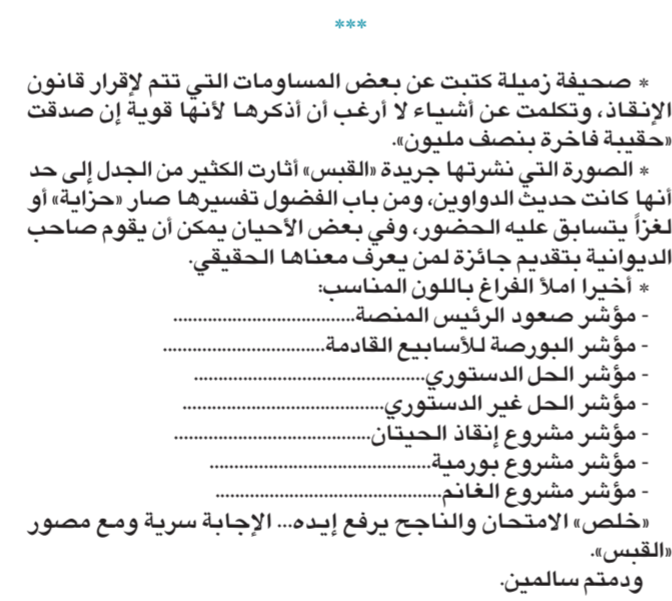 ***
* صحيفة زميلة كتبت عن بعض المساومات التي تتم لإقرار قانون
الإنقاذ، وتكلمت عن أشياء لا أرغب أن أذكرها لأنها قوية إن صدقت
«حقيبة فاخرة بنصف مليون».
* الصورة التي نشرتها جريدة «القبس» أثارت الكثير من الجدل إلى حد
أنها كانت حديث الدواوين، ومن باب الفضول تفسيرها صار «حزاية» أو
لغزاً يتسابق عليه الحضور، وفي بعض الأحيان يمكن أن يقوم صاحب
الديوانية بتقديم جائزة لمن يعرف معناها الحقيقي.
* أخيرا املأ الفراغ باللون المناسب:
- مؤشر صعود الرئيس المنصة.....................................
- مؤشر البورصة للأسابيع القادمة.................................
- مؤشر الحل الدستوري...............................................
- مؤشر الحل غير الدستوري.........................................
- مؤشر مشروع إنقاذ الحيتان........................................
- مؤشر مشروع بورمية.............................................
- مؤشر مشروع الغانم..............................................
«خلص» الامتحان والناجح يرفع إيده... الإجابة سرية ومع مصور
«القبس».
ودمتم سالمين.